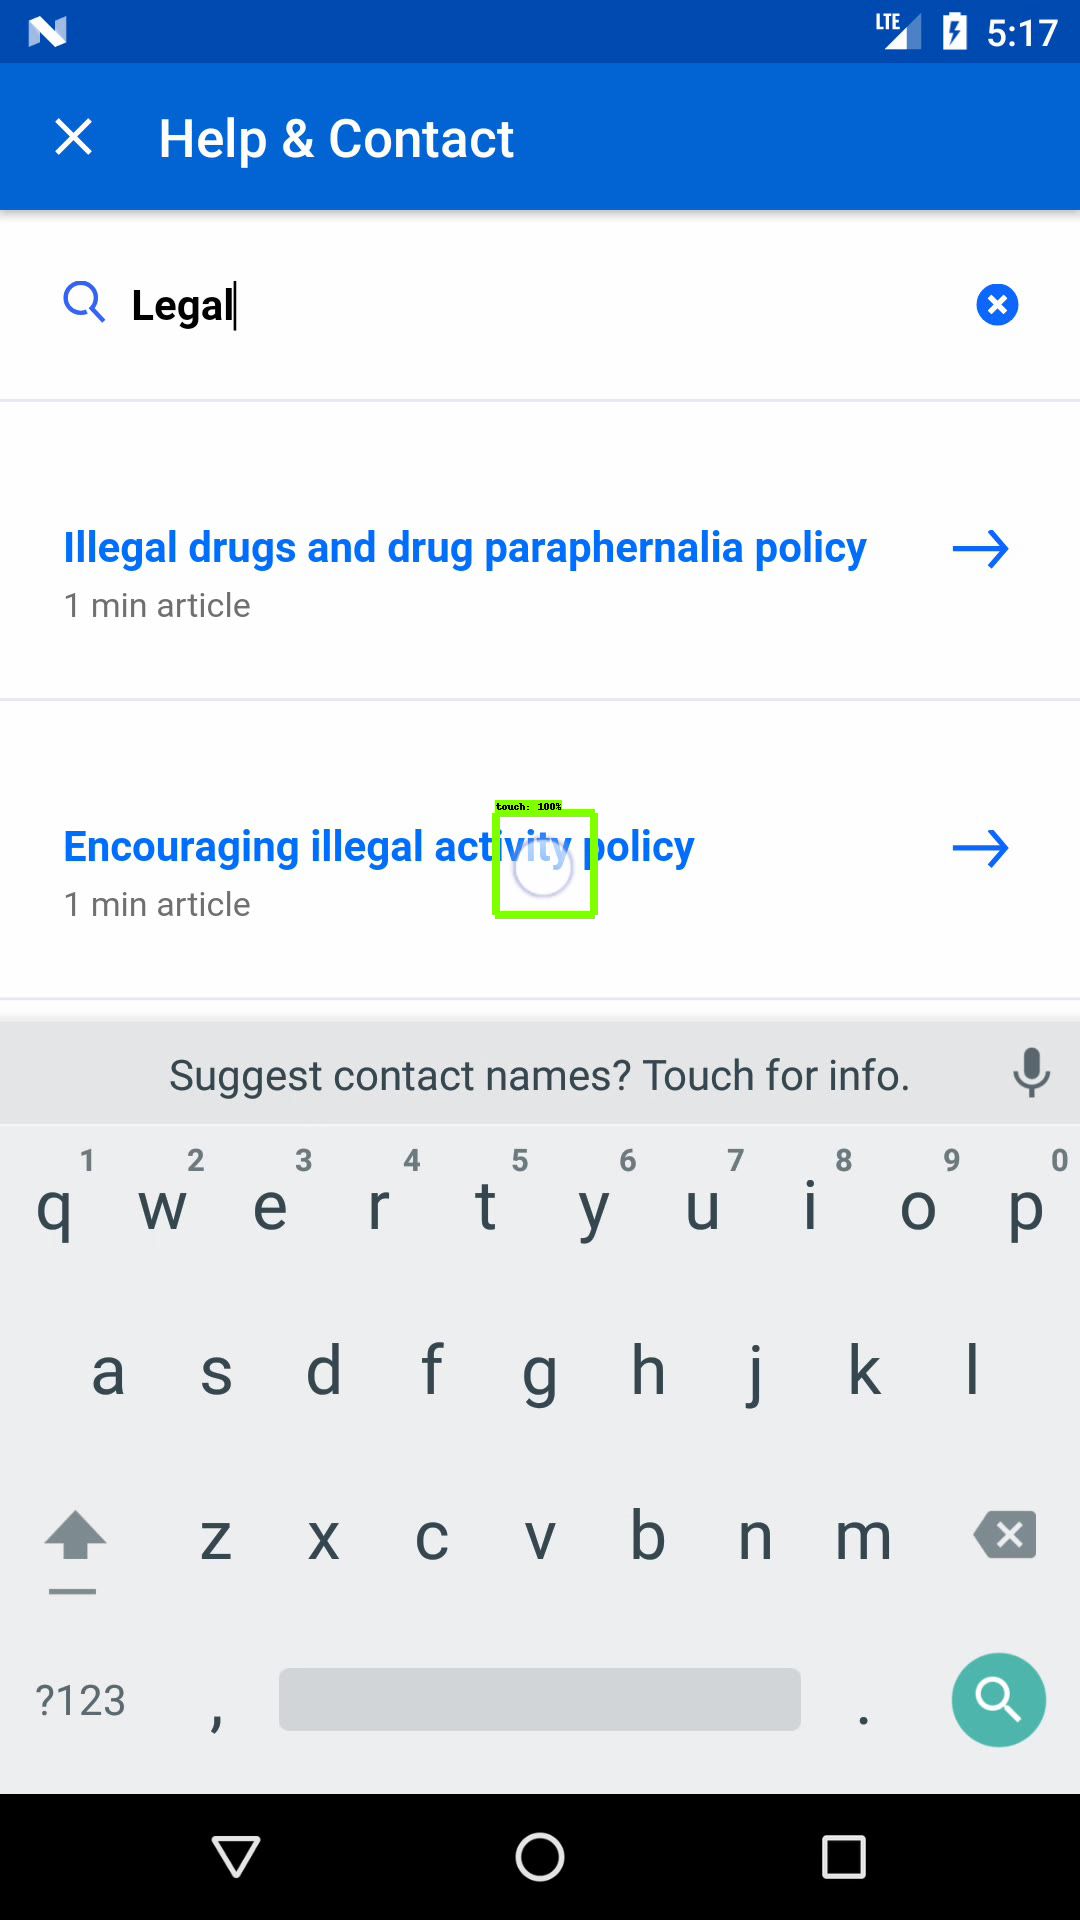 LTE 5:17
Help & Contact
Legal
Illegal drugs and drug paraphernalia policy
1 min article
touch: 100%
Encouraging illegal activity policy
1 min article
Suggest contact names? Touch for info.
1 2 3 4 5 6 7 8 9 0
q w e r t y u i o p
a s d f g h j k l
z x c v b n m
?123 , .